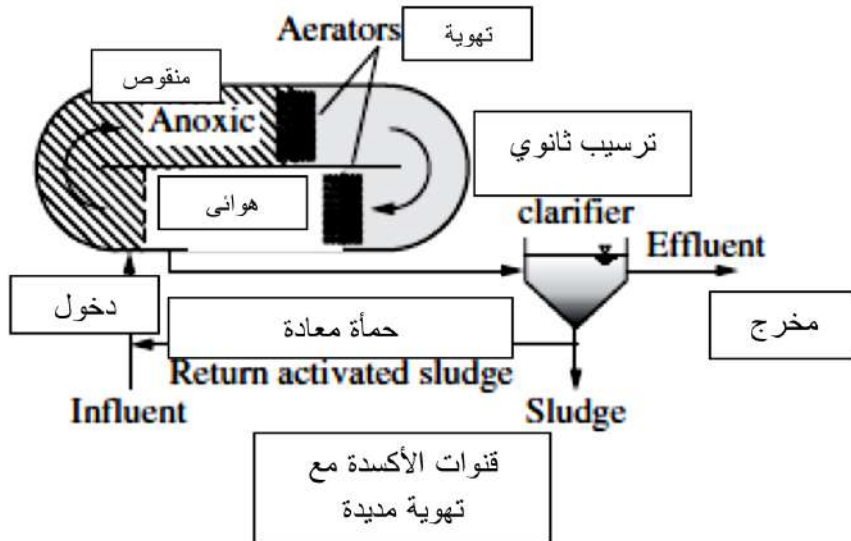 Aerators
تهوية
منقوص
Anoxic
ترسيب ثانوي
هوائى
clarifier
Effluent
دخول
حمأة معادة
مخرج
Return activated sludge
Influent
Sludge
قنوات الأكسدة مع
تهوية مديدة